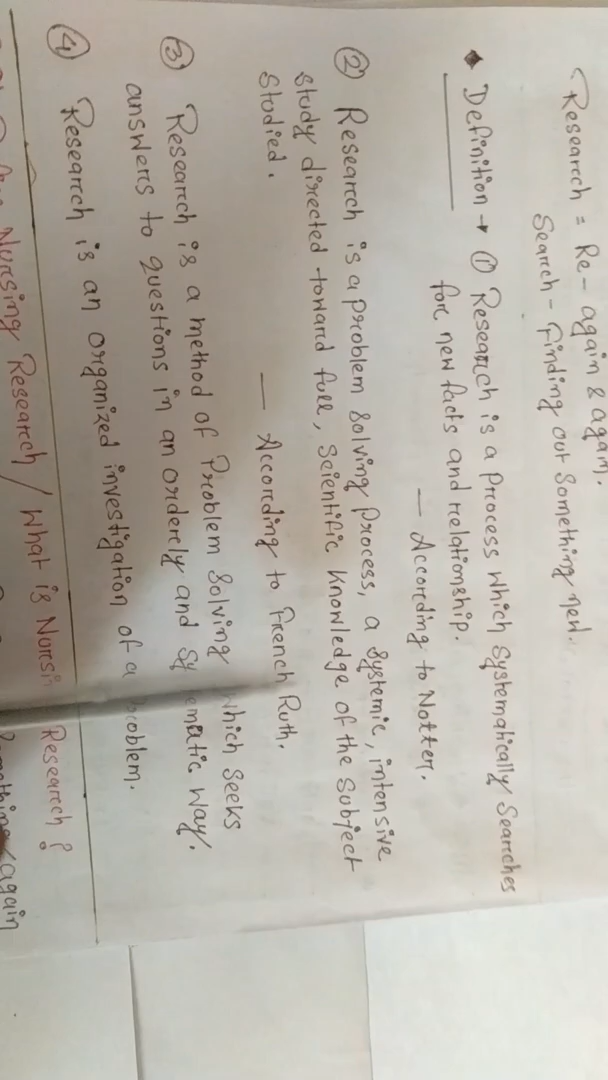 Research = Re - again & again.
Search - Finding out Something new.
◆ Definition → ① Research is a process which systematically Searches
for new facts and relationship.
— According to Notter.
② Research is a problem solving process, a systemic, intensive
study directed toward full, scientific knowledge of the subject
studied.
— According to French Ruth.
③ Research is a method of Problem Solving which seeks
answers to questions in an orderly and sy ematic way.
④ Research is an organized investigation of a problem.
Nursing Research / What is Nursin Research ?
again